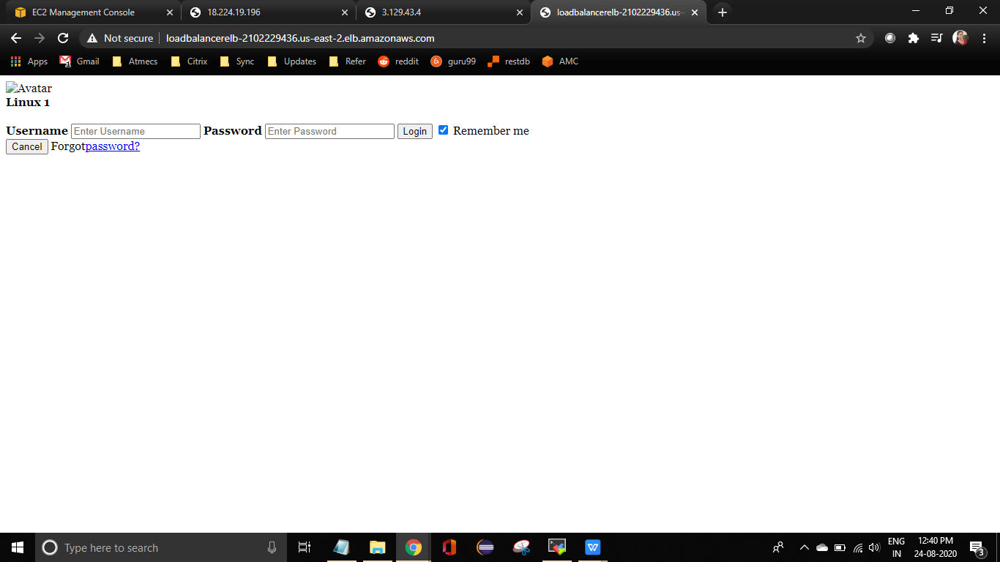 EC2 Management Console
18.224.19.196
3.129.43.4
loadbalancerelb-2102229436.us-
Not secure loadbalancerelb-2102229436.us-east-2.elb.amazonaws.com
Apps Gmail Atmecs Citrix Sync Updates Refer reddit guru99 restdb AMC
Avatar
Linux 1
Username Enter Username Password Enter Password Login Remember me
Cancel Forgotpassword?
Type here to search
ENG 12:40 PM
IN 24-08-2020 3